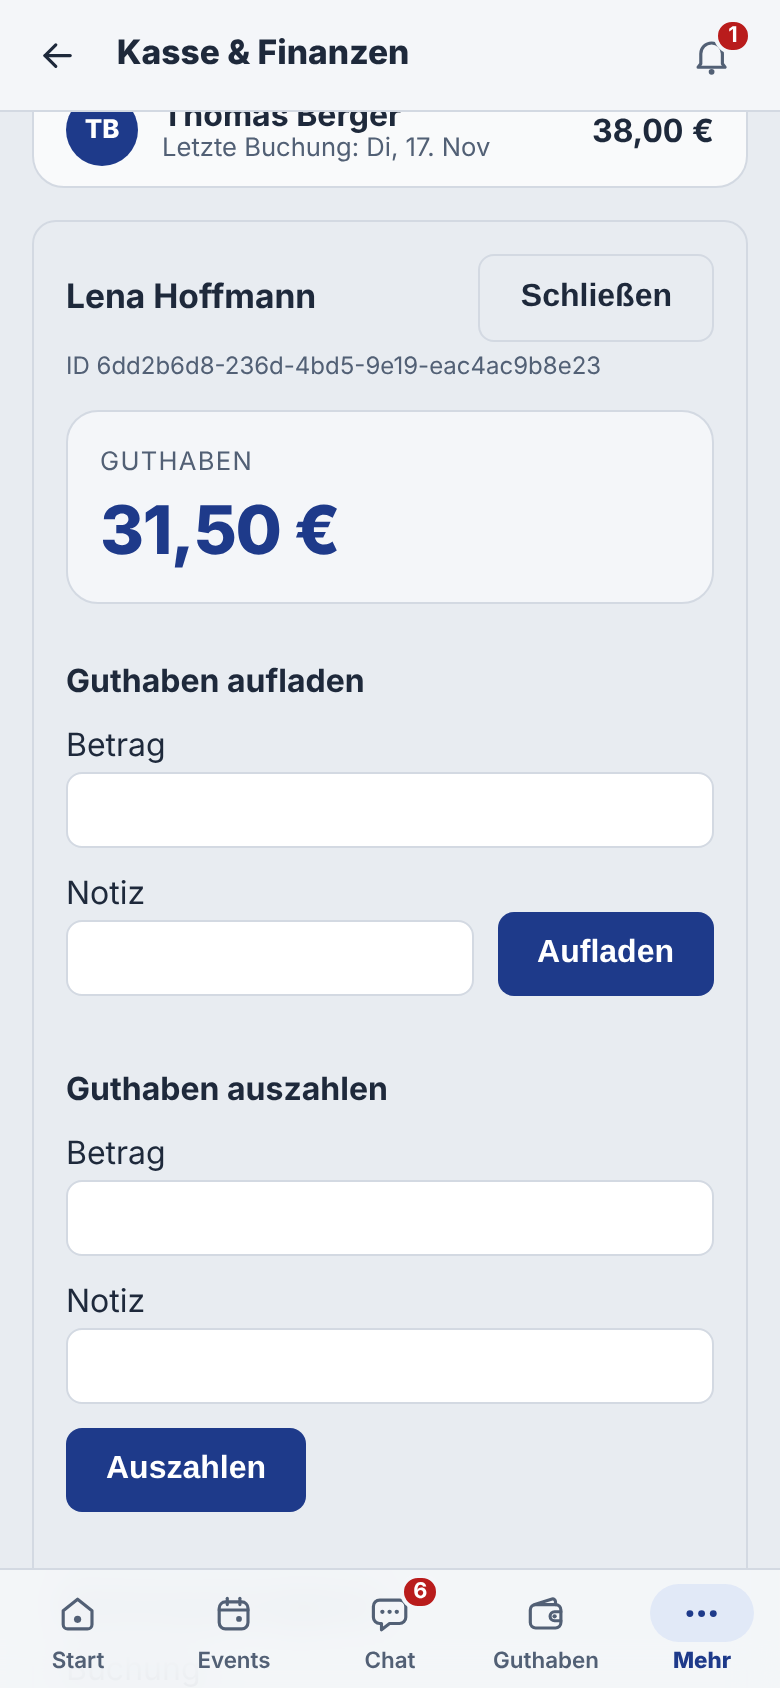 Kasse & Finanzen
1
TB
Thomas Berger
Letzte Buchung: Di, 17. Nov
38,00 €
Lena Hoffmann
Schließen
ID 6dd2b6d8-236d-4bd5-9e19-eac4ac9b8e23
GUTHABEN
31,50 €
Guthaben aufladen
Betrag
Notiz
Aufladen
Guthaben auszahlen
Betrag
Notiz
Auszahlen
Buchung
6
Start
Events
Chat
Guthaben
Mehr